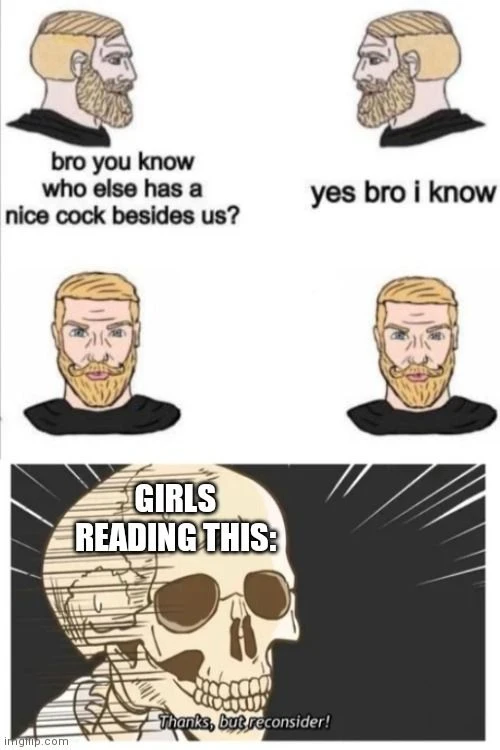 bro you know
who else has a
nice cock besides us?
yes bro i know
GIRLS
READING THIS:
Thanks, but reconsider!
imgflip.com